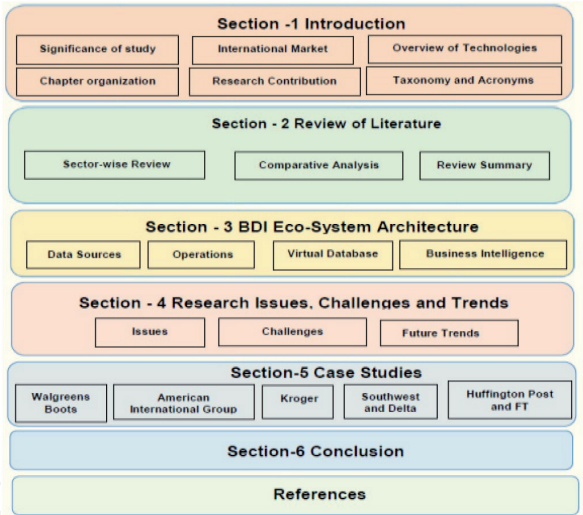 Section -1 Introduction
Significance of study
International Market
Overview of Technologies
Chapter organization
Research Contribution
Taxonomy and Acronyms
Section - 2 Review of Literature
Sector-wise Review
Comparative Analysis
Review Summary
Section - 3 BDI Eco-System Architecture
Data Sources
Operations
Virtual Database
Business Intelligence
Section - 4 Research Issues, Challenges and Trends
Issues
Challenges
Future Trends
Section-5 Case Studies
Walgreens
Boots
American
International Group
Kroger
Southwest
and Delta
Huffington Post
and FT
Section-6 Conclusion
References